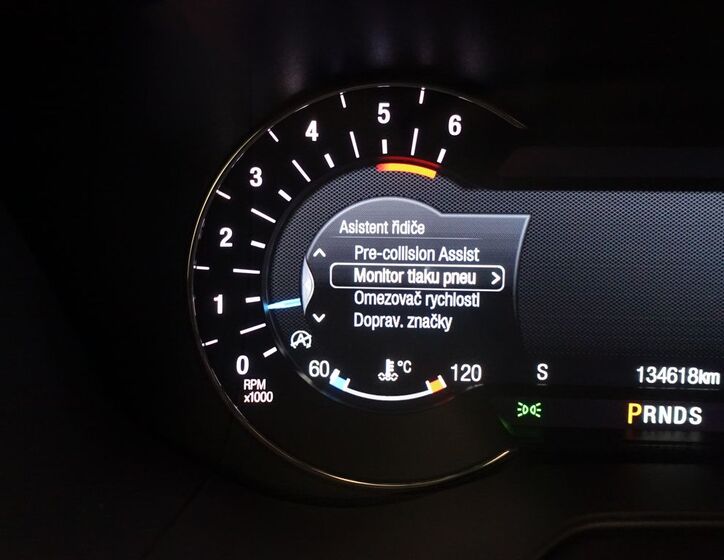 5
4
6
3
2
1
0
RPM
x1000
Asistent řidiče
Pre-collision Assist
Monitor tlaku pneu
Omezovač rychlosti
Doprav. značky
A
60 °C 120
S 134618km
PRNDS